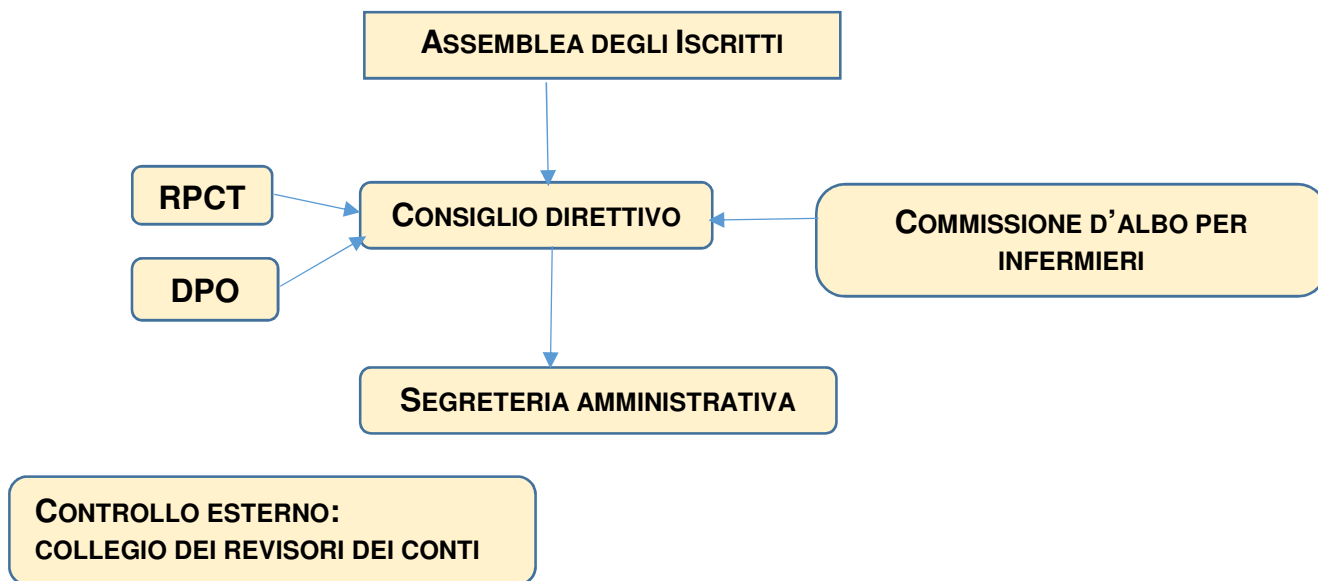 Assemblea degli Iscritti
RPCT
Consiglio direttivo
Commissione d'albo per
infermieri
DPO
Segreteria amministrativa
Controllo esterno:
collegio dei revisori dei conti